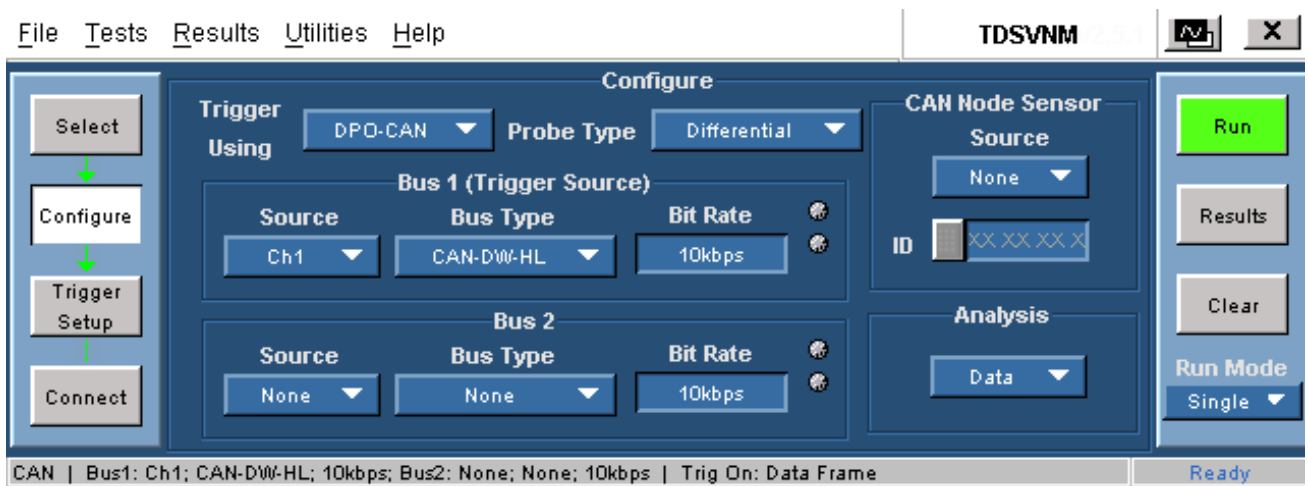 File Tests Results Utilities Help TDSVNM
Configure
Select
Configure
Trigger
Setup
Connect
Trigger
Using
DPO-CAN
Probe Type
Differential
Bus 1 (Trigger Source)
Source Bus Type Bit Rate
Ch1 CAN-DW-HL 10kbps
Bus 2
Source Bus Type Bit Rate
None None 10kbps
CAN Node Sensor
Source
None
ID XX XX XX X
Analysis
Data
Run
Results
Clear
Run Mode
Single
CAN | Bus1: Ch1; CAN-DW-HL; 10kbps; Bus2: None; None; 10kbps | Trig On: Data Frame Ready